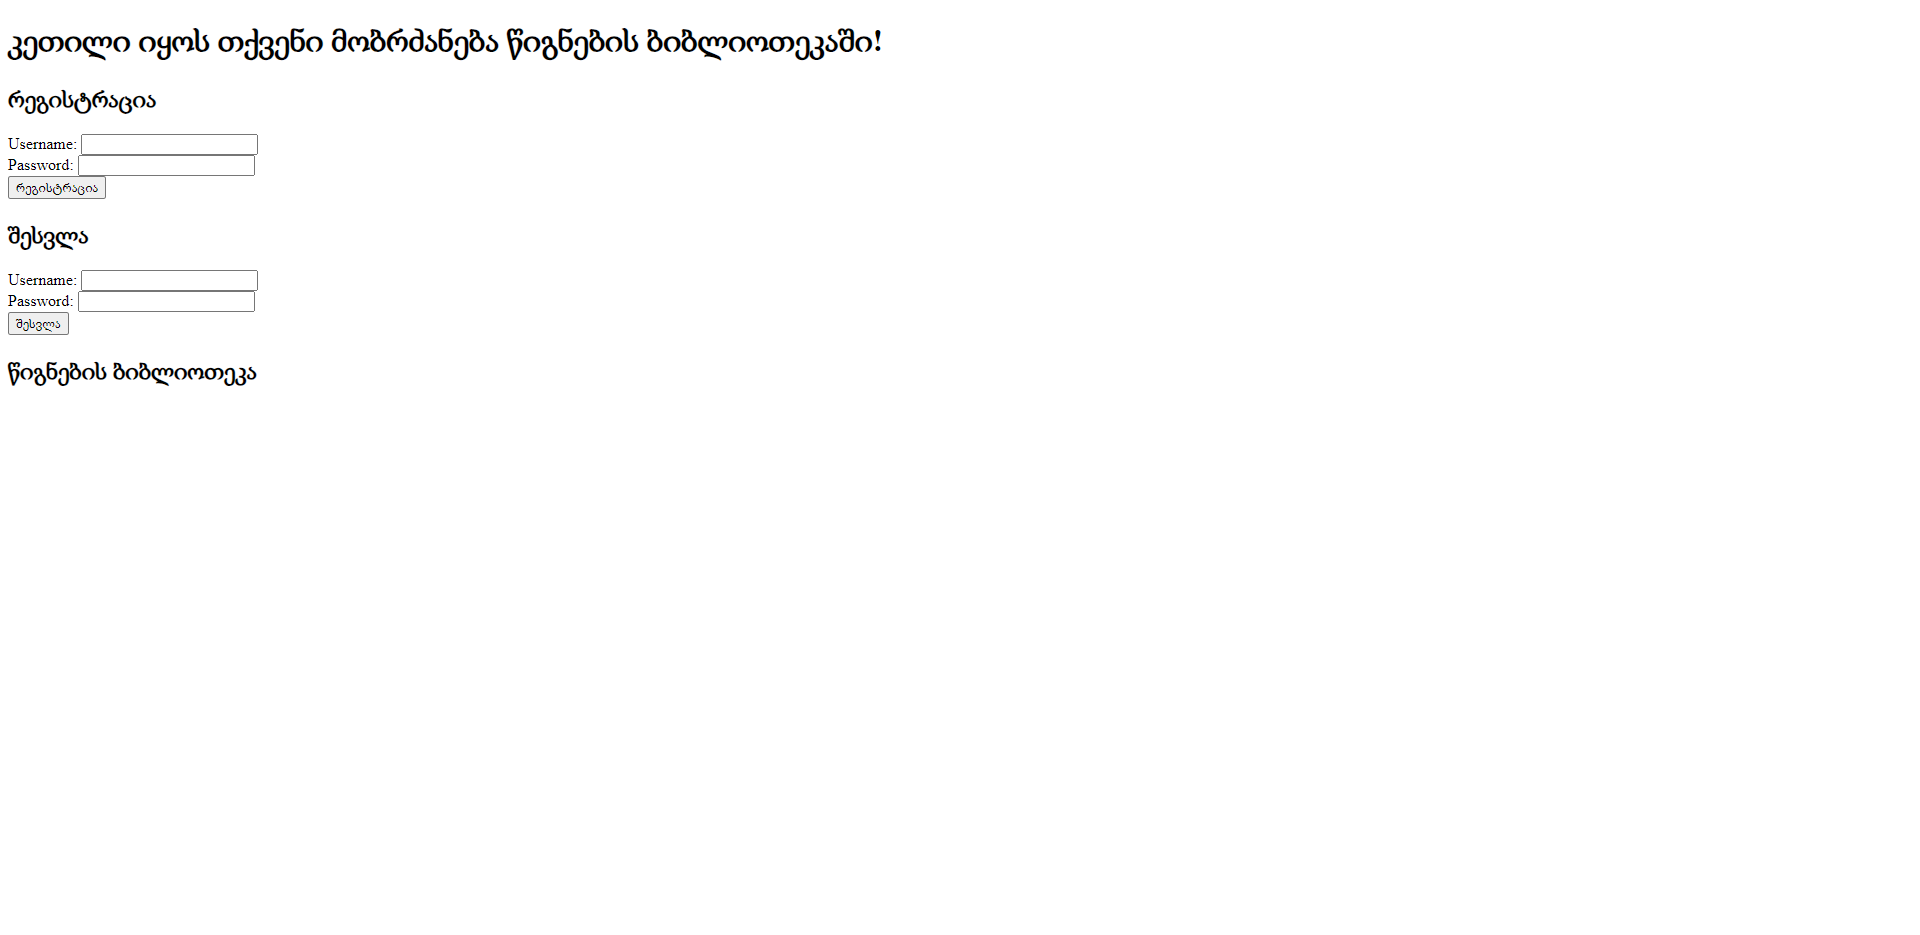 კეთილი იყოს თქვენი მობრძანება წიგნების ბიბლიოთეკაში!
რეგისტრაცია
Username:
Password:
რეგისტრაცია
შესვლა
Username:
Password:
შესვლა
წიგნების ბიბლიოთეკა